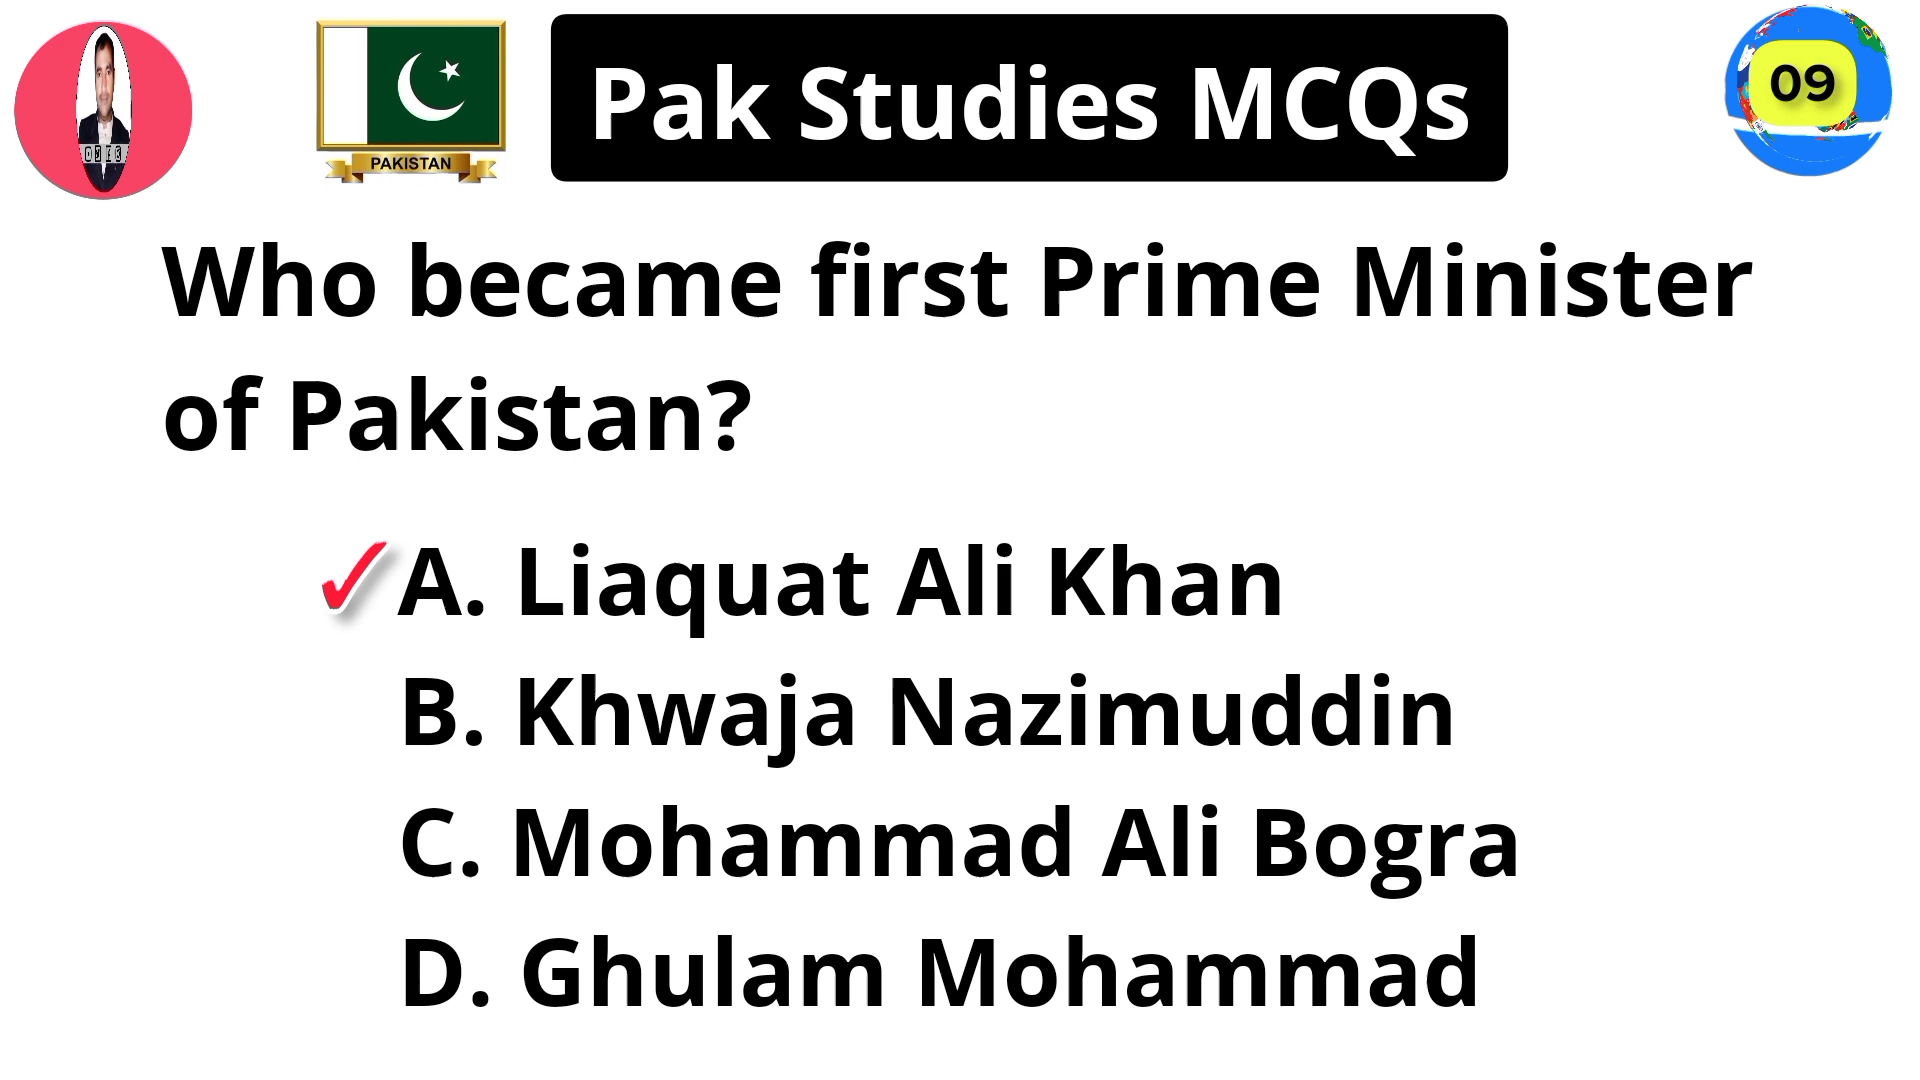 PAKISTAN
Pak Studies MCQs
09
Who became first Prime Minister
of Pakistan?
✓A. Liaquat Ali Khan
B. Khwaja Nazimuddin
C. Mohammad Ali Bogra
D. Ghulam Mohammad